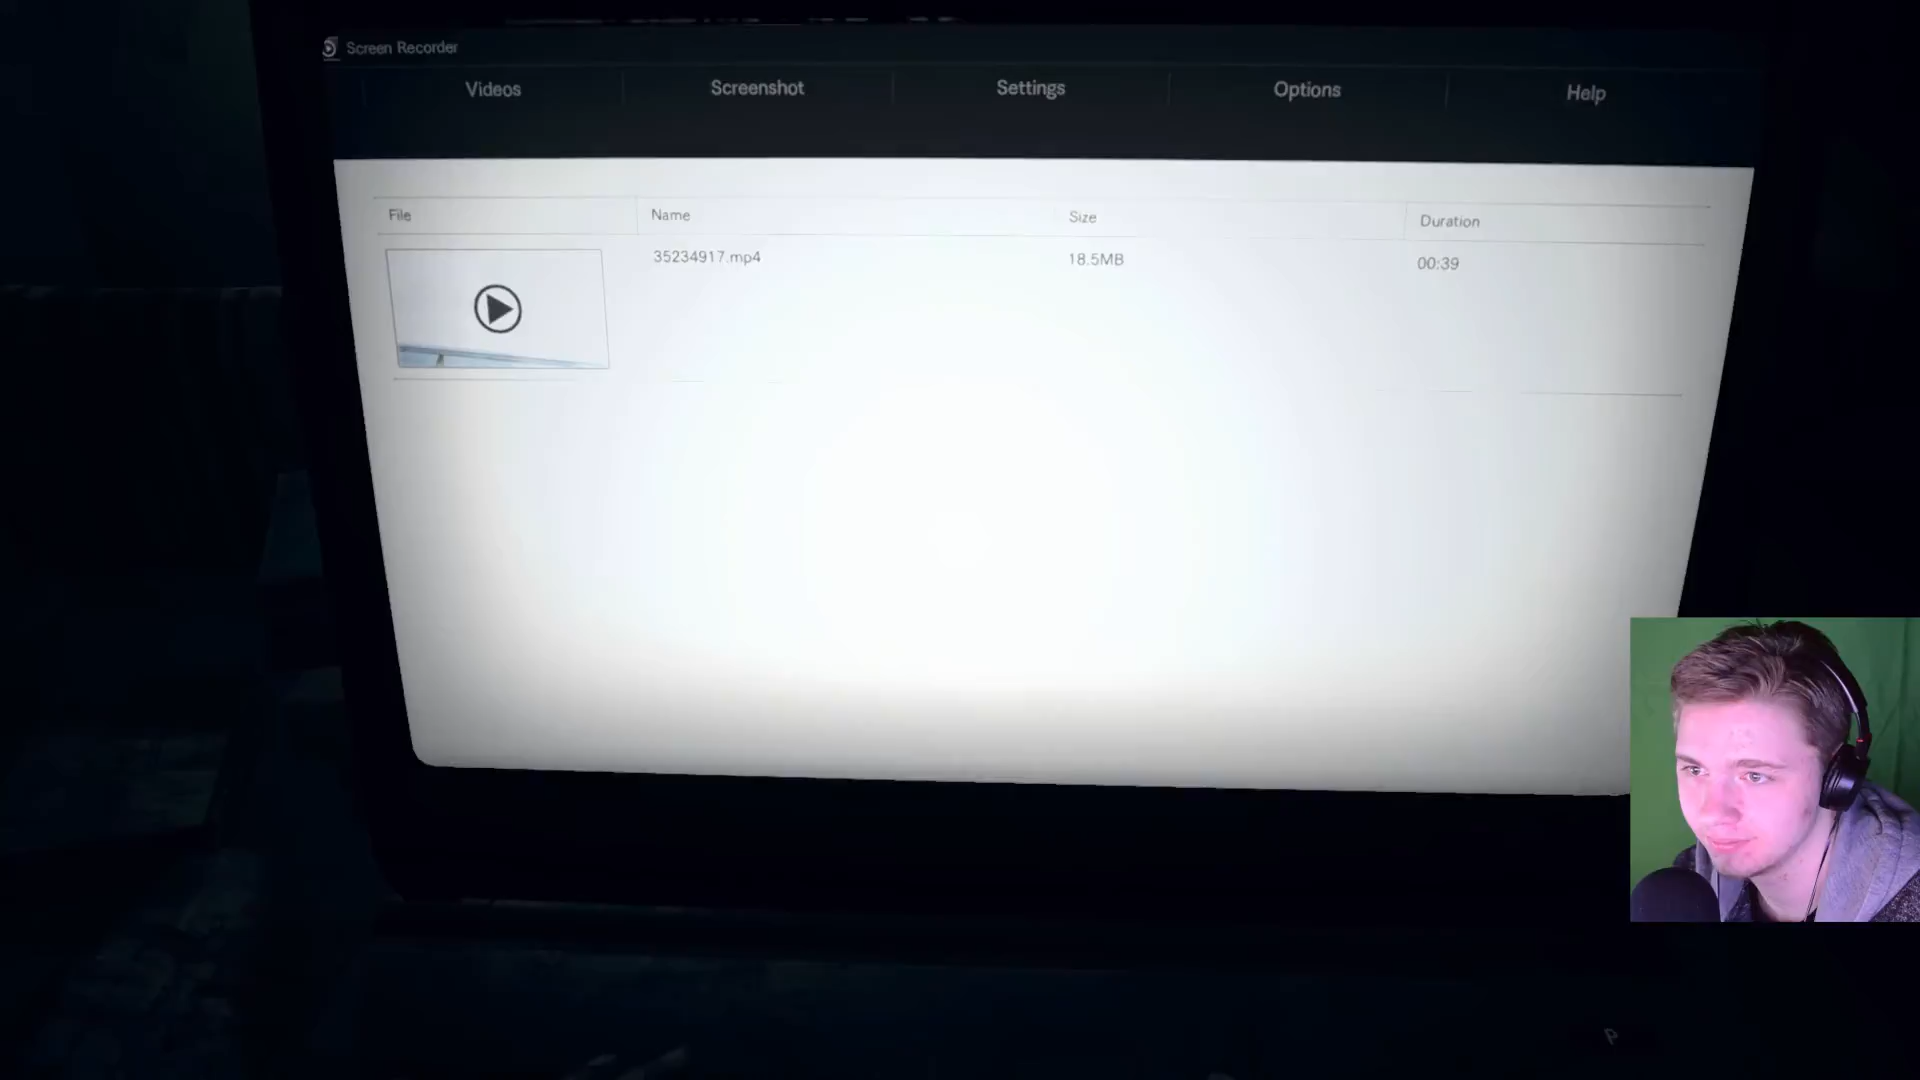 Screen Recorder
Videos Screenshot Settings Options Help
File Name Size Duration
35234917.mp4 18.5MB 00:39